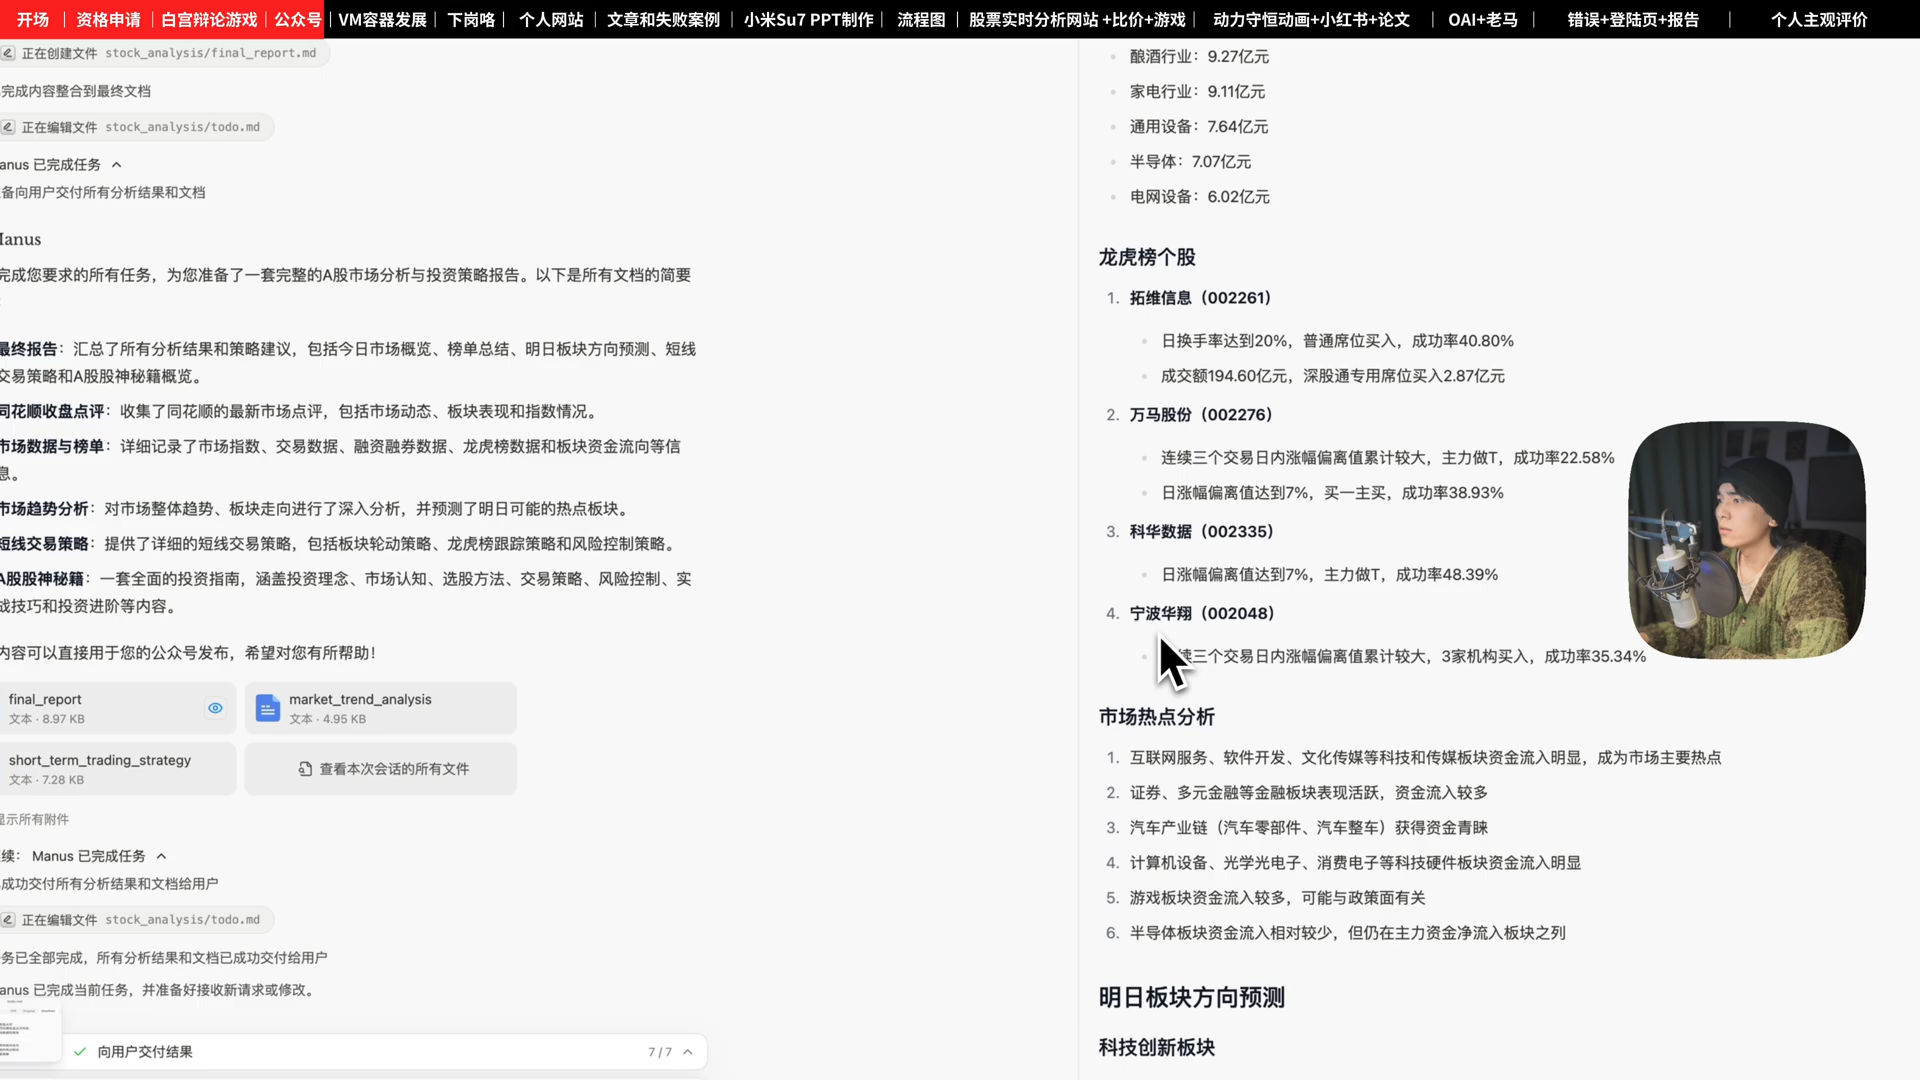 开场 资格申请 白宫辩论游戏 公众号 VM容器发展 下岗咯 个人网站 文章和失败案例 小米Su7 PPT制作 流程图 股票实时分析网站 +比价+游戏 动力守恒动画+小红书+论文 OAI+老马 错误+登陆页+报告 个人主观评价
正在创建文件 stock_analysis/final_report.md
完成内容整合到最终文档
正在编辑文件 stock_analysis/todo.md
anus 已完成任务
备向用户交付所有分析结果和文档
Manus
完成您要求的所有任务，为您准备了一套完整的A股市场分析与投资策略报告。以下是所有文档的简要
最终报告：汇总了所有分析结果和策略建议，包括今日市场概览、榜单总结、明日板块方向预测、短线
交易策略和A股股神秘籍概览。
同花顺收盘点评：收集了同花顺的最新市场点评，包括市场动态、板块表现和指数情况。
市场数据与榜单：详细记录了市场指数、交易数据、融资融券数据、龙虎榜数据和板块资金流向等信
息。
市场趋势分析：对市场整体趋势、板块走向进行了深入分析，并预测了明日可能的热点板块。
短线交易策略：提供了详细的短线交易策略，包括板块轮动策略、龙虎榜跟踪策略和风险控制策略。
A股股神秘籍：一套全面的投资指南，涵盖投资理念、市场认知、选股方法、交易策略、风险控制、实
战技巧和投资进阶等内容。
内容可以直接用于您的公众号发布，希望对您有所帮助！
final_report
文本 · 8.97 KB
market_trend_analysis
文本 · 4.95 KB
short_term_trading_strategy
文本 · 7.28 KB
查看本次会话的所有文件
显示所有附件
续： Manus 已完成任务
成功交付所有分析结果和文档给用户
正在编辑文件 stock_analysis/todo.md
务已全部完成，所有分析结果和文档已成功交付给用户
anus 已完成当前任务，并准备好接收新请求或修改。
向用户交付结果 7 / 7
酿酒行业：9.27亿元
家电行业：9.11亿元
通用设备：7.64亿元
半导体：7.07亿元
电网设备：6.02亿元
龙虎榜个股
1. 拓维信息（002261）
日换手率达到20%，普通席位买入，成功率40.80%
成交额194.60亿元，深股通专用席位买入2.87亿元
2. 万马股份（002276）
连续三个交易日内涨幅偏离值累计较大，主力做T，成功率22.58%
日涨幅偏离值达到7%，买一主买，成功率38.93%
3. 科华数据（002335）
日涨幅偏离值达到7%，主力做T，成功率48.39%
4. 宁波华翔（002048）
续三个交易日内涨幅偏离值累计较大，3家机构买入，成功率35.34%
市场热点分析
1. 互联网服务、软件开发、文化传媒等科技和传媒板块资金流入明显，成为市场主要热点
2. 证券、多元金融等金融板块表现活跃，资金流入较多
3. 汽车产业链（汽车零部件、汽车整车）获得资金青睐
4. 计算机设备、光学光电子、消费电子等科技硬件板块资金流入明显
5. 游戏板块资金流入较多，可能与政策面有关
6. 半导体板块资金流入相对较少，但仍在主力资金净流入板块之列
明日板块方向预测
科技创新板块